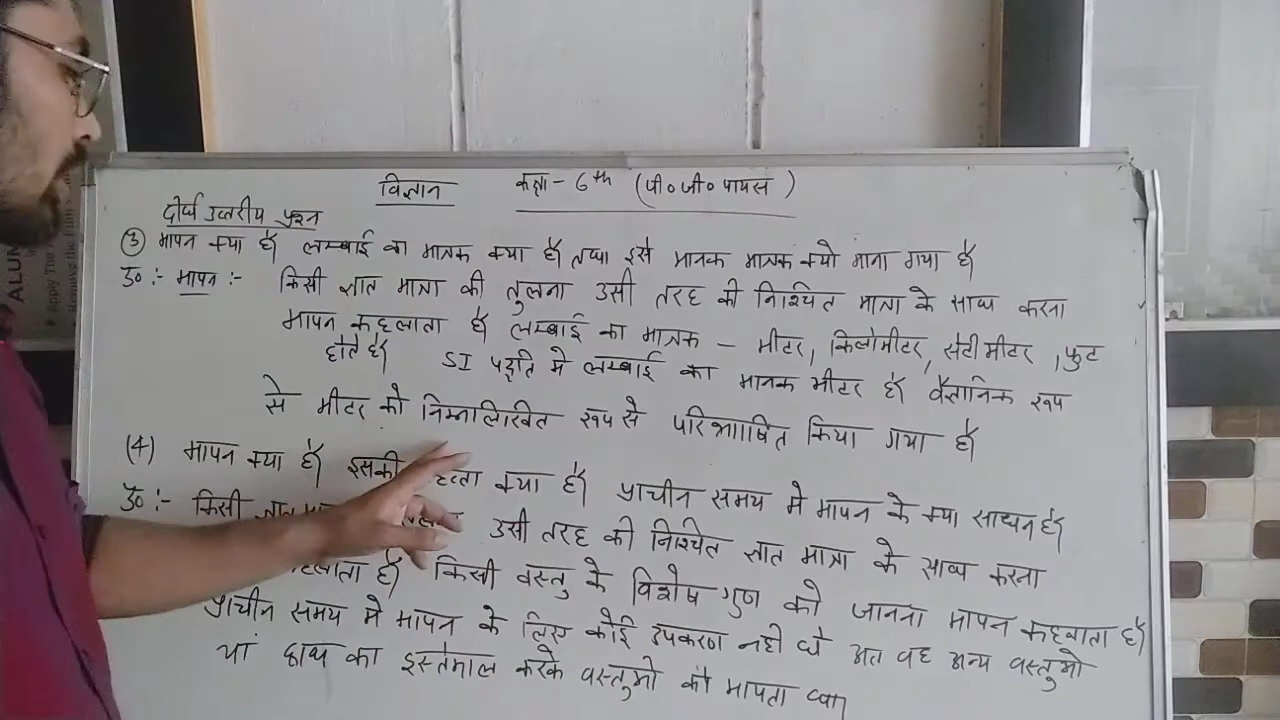 विज्ञान कक्षा - 6th (पी० जी० पायस)
दीर्घ उत्तरीय प्रश्न
③ मापन क्या है लम्बाई का मात्रक क्या है तथा इसे मानक मात्रक क्यो माना गया है
उ० :- मापन :- किसी ज्ञात मात्रा की तुलना उसी तरह की निश्चित मात्रा के साथ करना
मापन कहलाता है लम्बाई का मात्रक – मीटर, किलोमीटर, सेंटीमीटर, फुट
होते है SI पद्दति मे लम्बाई का मानक मीटर है वैज्ञानिक रूप
से मीटर को निम्नलिखित रूप से परिभाषित किया गया है
(4) मापन क्या है इसकी क्या है प्राचीन समय मे मापन के क्या साधन है
उ० :- किसी उसी तरह की निश्चित ज्ञात मात्रा के साथ करना
है किसी वस्तु के विशेष गुण को जानना मापन कहलाता है
प्राचीन समय मे मापन के लिए कोई उपकरण नही थे अत वह अन्य वस्तुओ
या हाथ का इस्तेमाल करके वस्तुओ को मापता था
ALUM